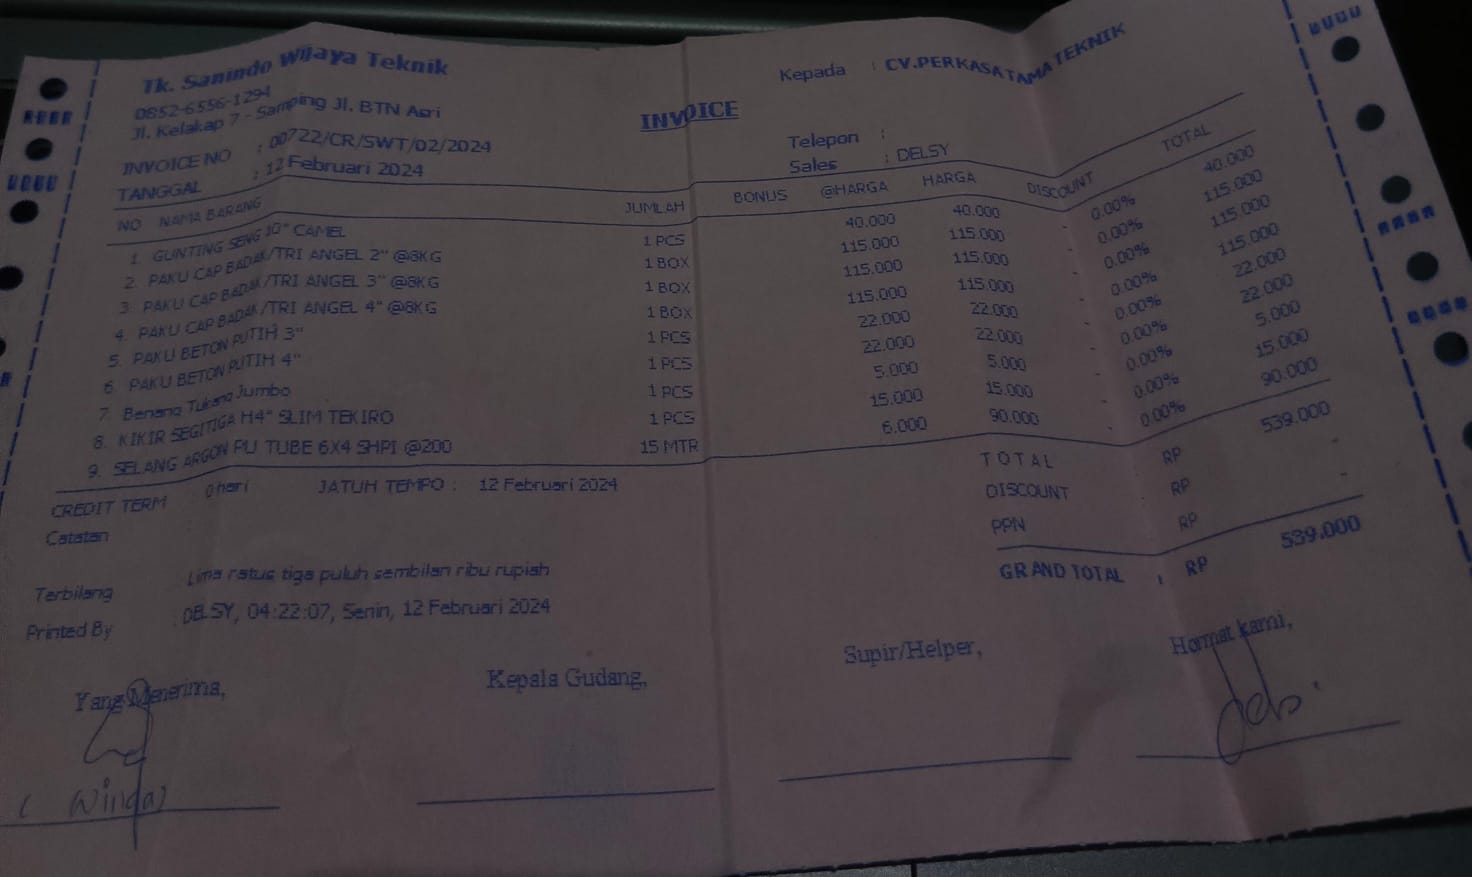 Tk. Sanindo Wijaya Teknik
0852-6556-1294
Jl. Kelakap 7 - Samping Jl. BTN Asri
INVOICE
Kepada : CV.PERKASA TAMA TEKNIK
INVOICE NO : 00722/CR/SWT/02/2024
Telepon :
TANGGAL : 12 Februari 2024
Sales : DELSY
NO NAMA BARANG JUMLAH BONUS @HARGA HARGA DISCOUNT TOTAL
1. GUNTING SENG 10" CAMEL 1 PCS 40.000 40.000 - 0.00% 40.000
2. PAKU CAP BADAK/TRI ANGEL 2" @8KG 1 BOX 115.000 115.000 - 0.00% 115.000
3. PAKU CAP BADAK/TRI ANGEL 3" @8KG 1 BOX 115.000 115.000 - 0.00% 115.000
4. PAKU CAP BADAK/TRI ANGEL 4" @8KG 1 BOX 115.000 115.000 - 0.00% 115.000
5. PAKU BETON PUTIH 3" 1 PCS 22.000 22.000 - 0.00% 22.000
6. PAKU BETON PUTIH 4" 1 PCS 22.000 22.000 - 0.00% 22.000
7. Benang Tukang Jumbo 1 PCS 5.000 5.000 - 0.00% 5.000
8. KIKIR SEGITIGA H4" SLIM TEKIRO 1 PCS 15.000 15.000 - 0.00% 15.000
9. SELANG ARGON PU TUBE 6X4 SHPI @200 15 MTR 6.000 90.000 - 0.00% 90.000
CREDIT TERM 0 hari JATUH TEMPO : 12 Februari 2024
TOTAL RP 539.000
Catatan
DISCOUNT RP -
PPN RP -
Terbilang Lima ratus tiga puluh sembilan ribu rupiah
GRAND TOTAL : RP 539.000
Printed By : DELSY, 04:22:07, Senin, 12 Februari 2024
Yang Menerima, Kepala Gudang, Supir/Helper, Hormat kami,
( Winda)